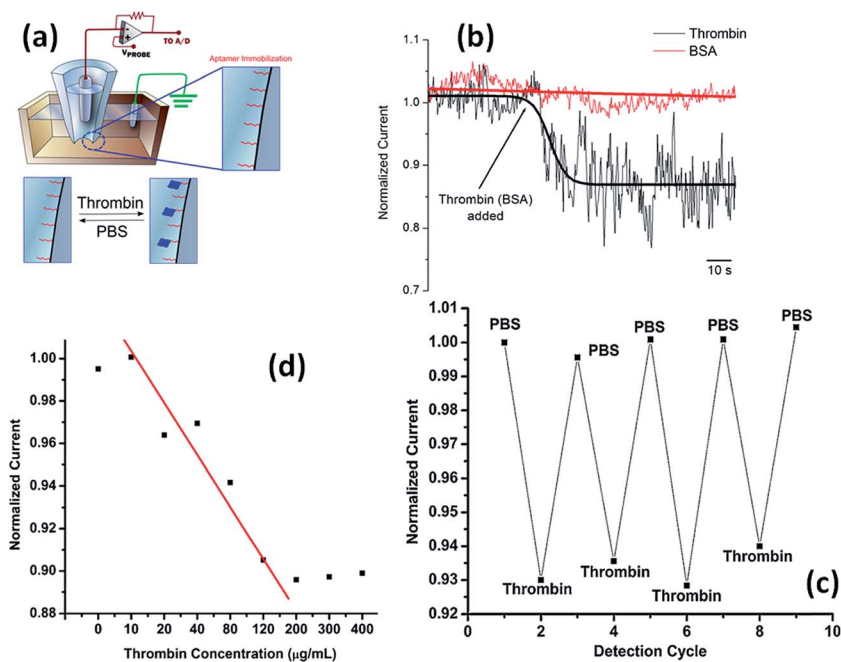 (a)
TO A/D
VPROBE
Aptamer Immobilization
Thrombin
PBS
(b)
Thrombin
BSA
1.1
1.0
0.9
0.8
0.7
Normalized Current
Thrombin (BSA)
added
10 s
(d)
1.00
0.98
0.96
0.94
0.92
0.90
0.88
Normalized Current
0 10 20 40 80 120 200 300 400
Thrombin Concentration (µg/mL)
1.01
1.00
0.99
0.98
0.97
0.96
0.95
0.94
0.93
0.92
Normalized Current
PBS
PBS
PBS
PBS
PBS
Thrombin
Thrombin
Thrombin
Thrombin
(c)
0 2 4 6 8 10
Detection Cycle